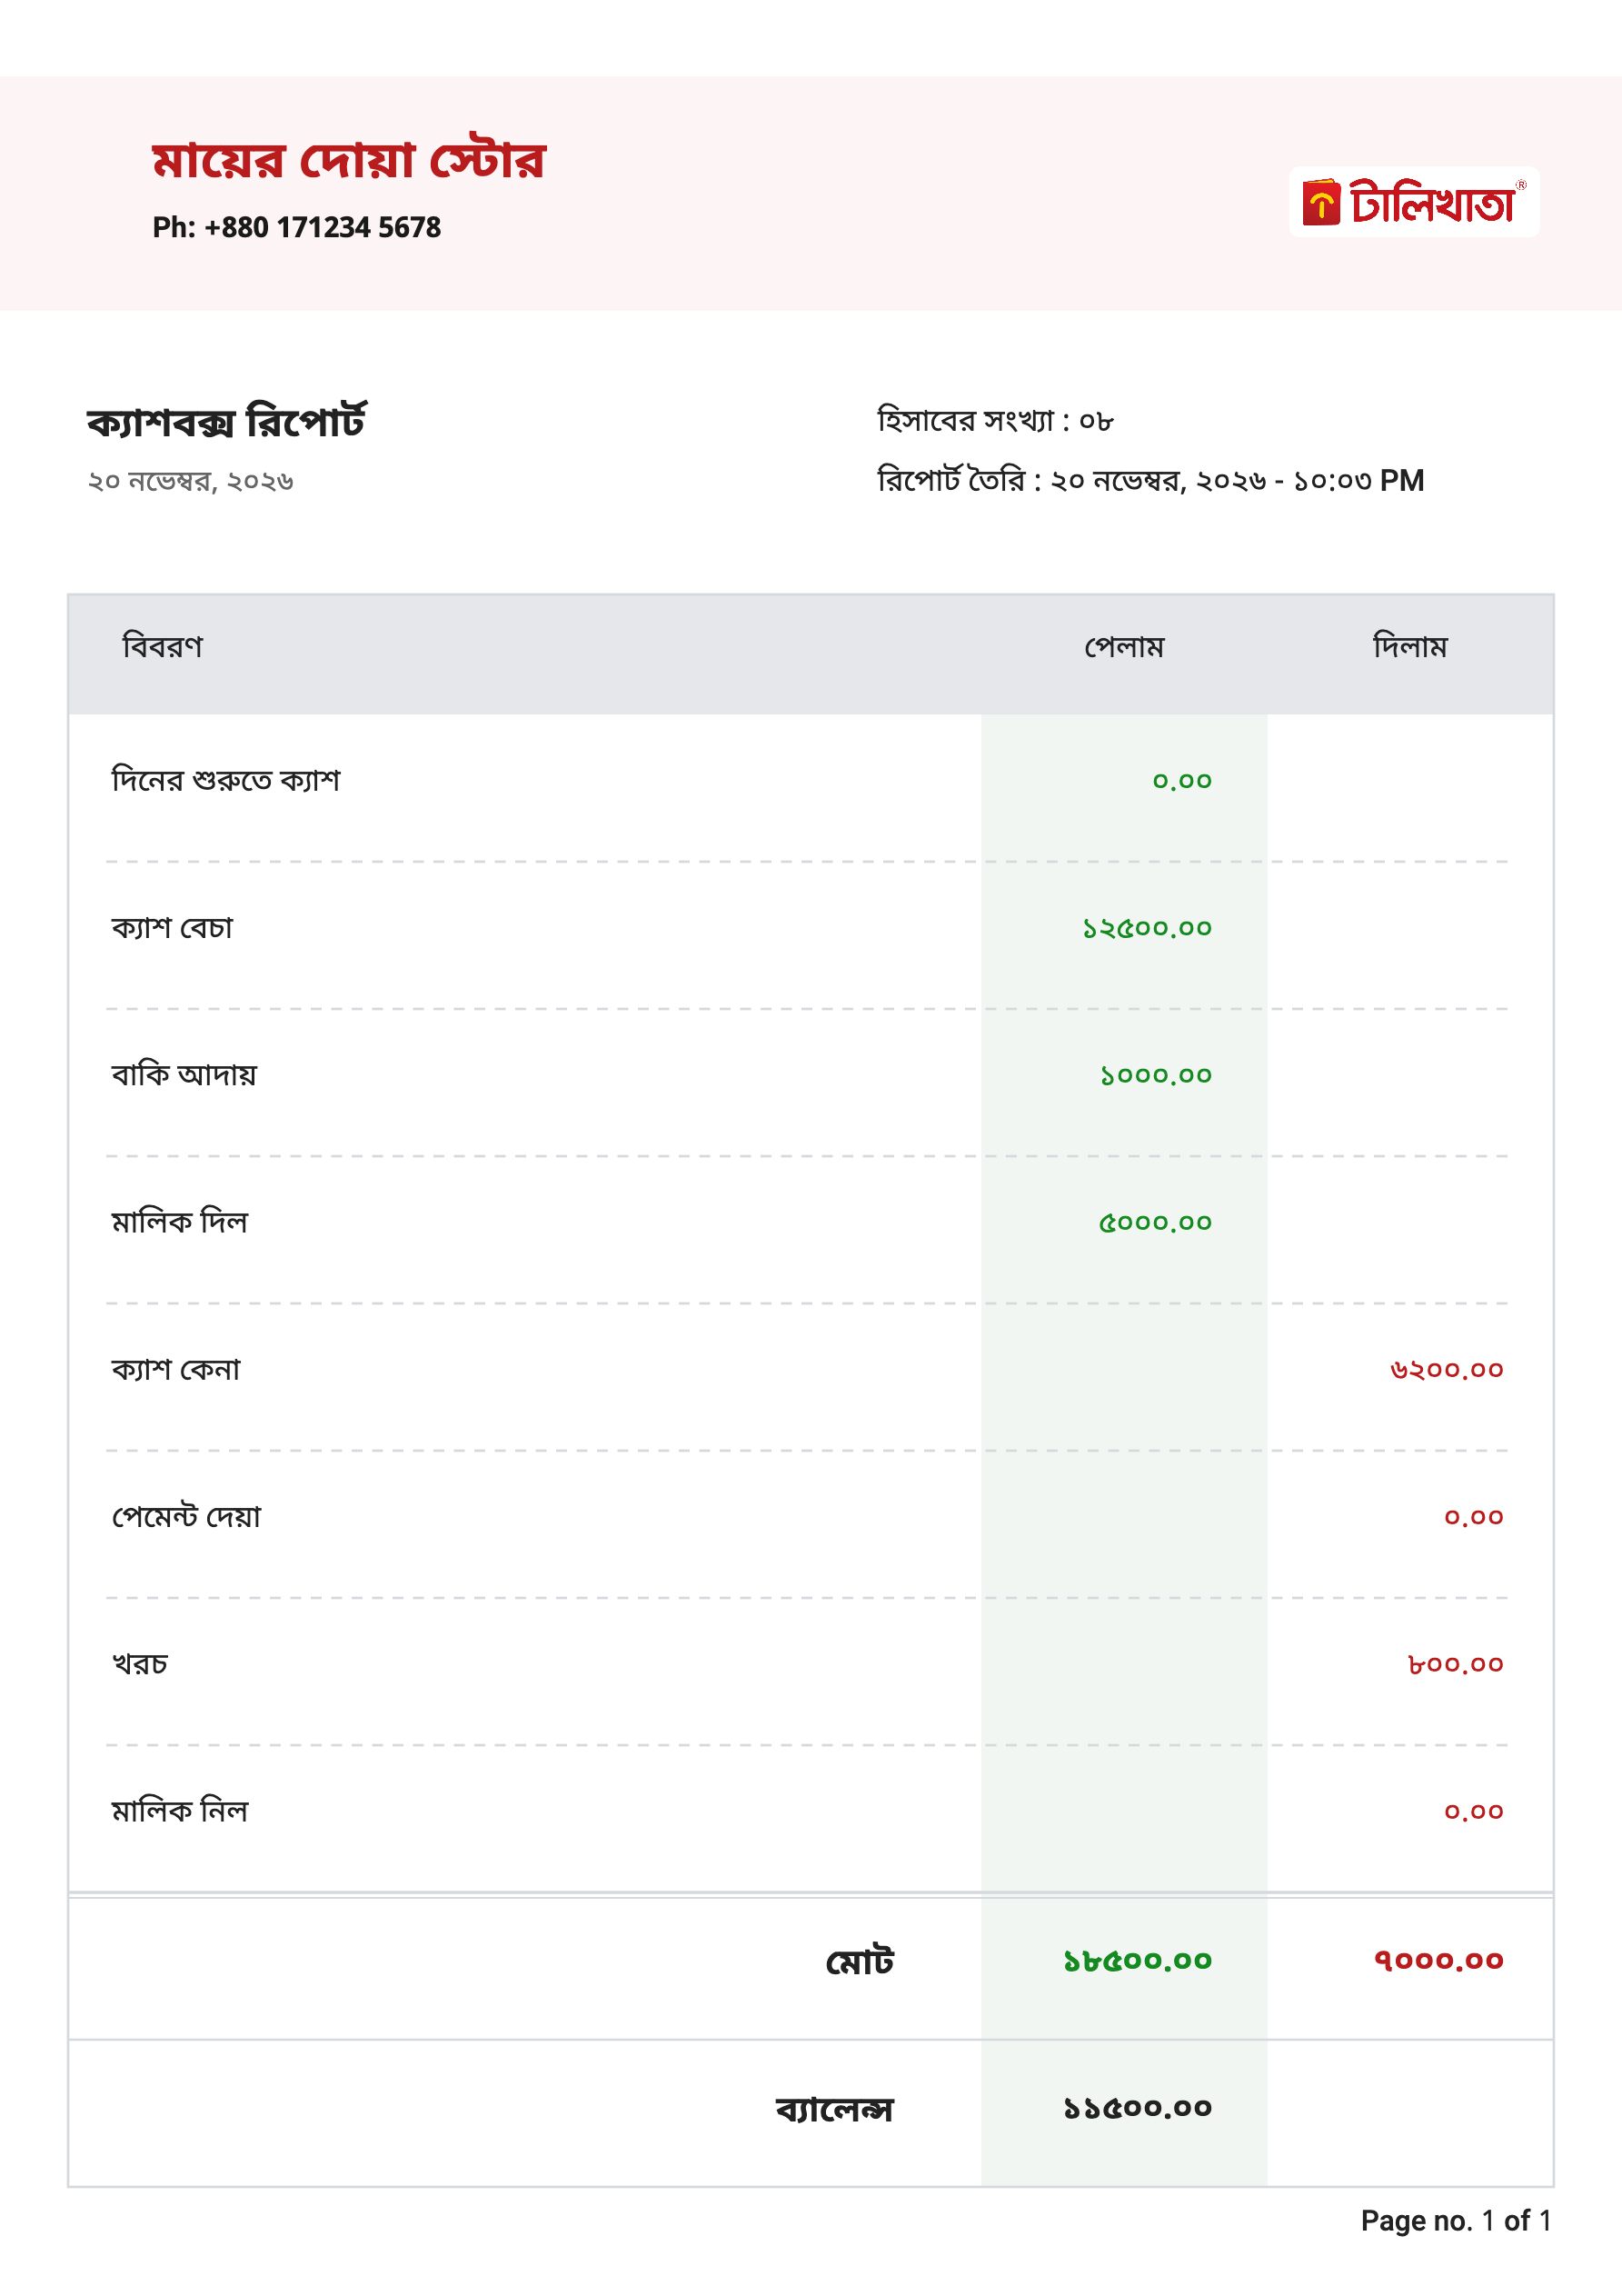 মায়ের দোয়া স্টোর
Ph: +880 171234 5678
টালিখাতা®
ক্যাশবক্স রিপোর্ট
২০ নভেম্বর, ২০২৬
হিসাবের সংখ্যা : ০৮
রিপোর্ট তৈরি : ২০ নভেম্বর, ২০২৬ - ১০:০৩ PM
বিবরণ পেলাম দিলাম
দিনের শুরুতে ক্যাশ ০.০০
ক্যাশ বেচা ১২৫০০.০০
বাকি আদায় ১০০০.০০
মালিক দিল ৫০০০.০০
ক্যাশ কেনা ৬২০০.০০
পেমেন্ট দেয়া ০.০০
খরচ ৮০০.০০
মালিক নিল ০.০০
মোট ১৮৫০০.০০ ৭০০০.০০
ব্যালেন্স ১১৫০০.০০
Page no. 1 of 1